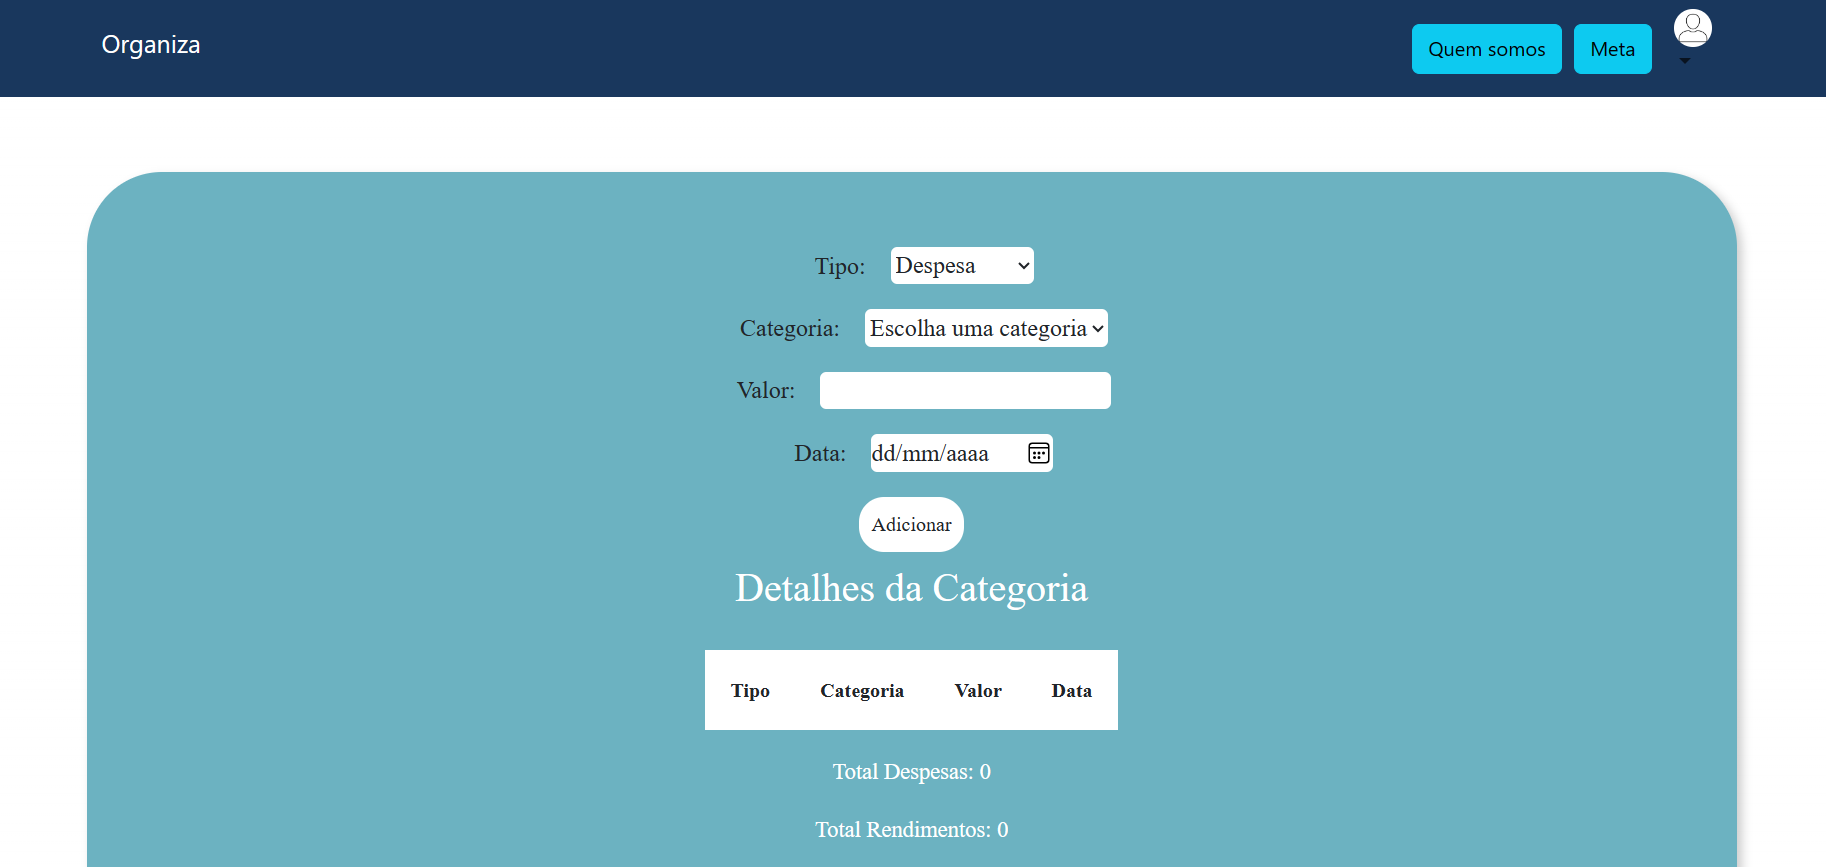 Organiza
Quem somos
Meta
Tipo: Despesa
Categoria: Escolha uma categoria
Valor:
Data: dd/mm/aaaa
Adicionar
Detalhes da Categoria
Tipo Categoria Valor Data
Total Despesas: 0
Total Rendimentos: 0